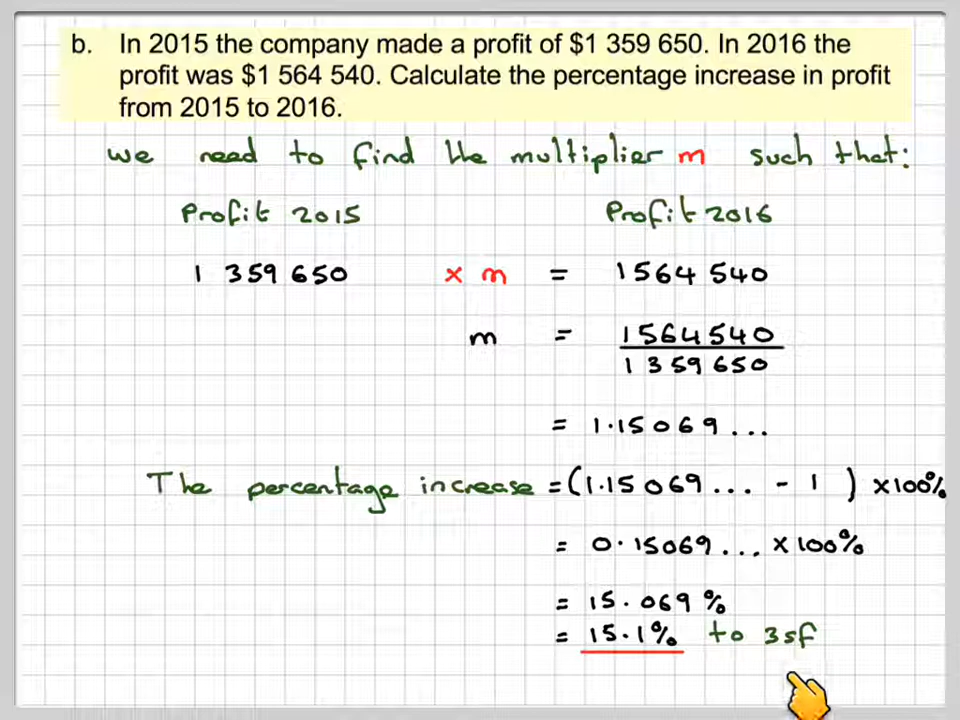 b. In 2015 the company made a profit of $1 359 650. In 2016 the
profit was $1 564 540. Calculate the percentage increase in profit
from 2015 to 2016.
we need to find the multiplier m such that:
Profit 2015 Profit 2016
1 359 650 × m = 1564 540
m = 1564540
1359650
= 1.15069...
The percentage increase = (1.15069... - 1) ×100%
= 0.15069... ×100%
= 15.069%
= 15.1% to 3sf